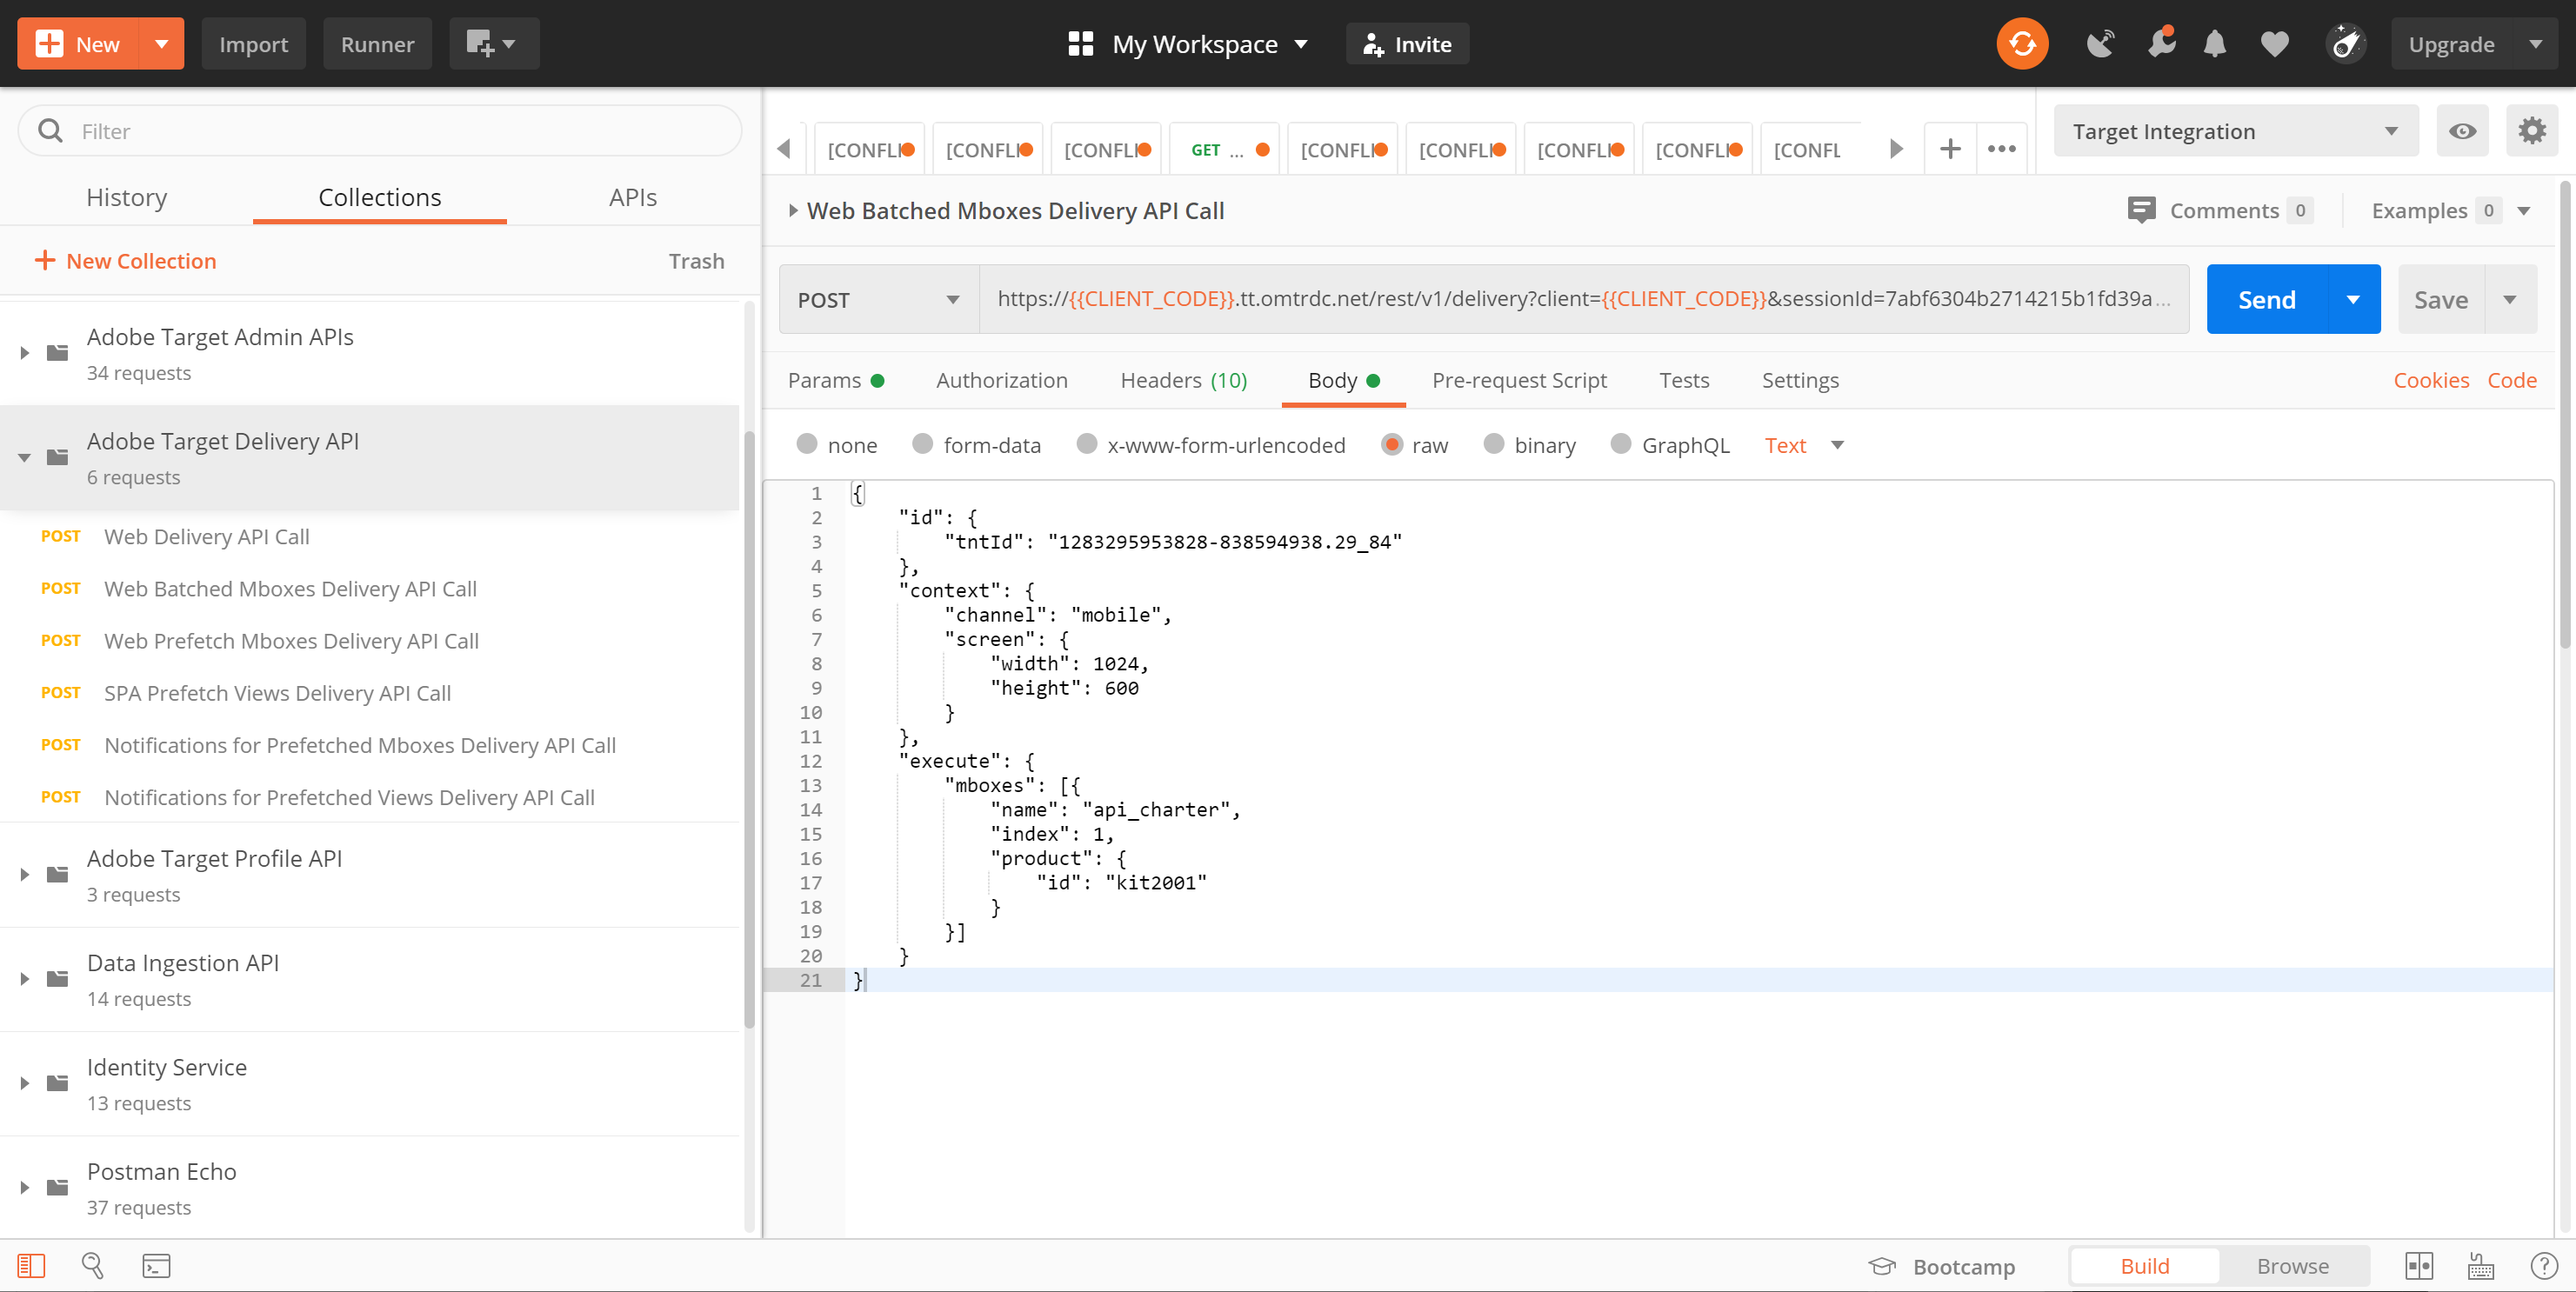 New
Import
Runner
My Workspace
Invite
Upgrade
Filter
History
Collections
APIs
New Collection
Trash
Adobe Target Admin APIs
34 requests
Adobe Target Delivery API
6 requests
POST Web Delivery API Call
POST Web Batched Mboxes Delivery API Call
POST Web Prefetch Mboxes Delivery API Call
POST SPA Prefetch Views Delivery API Call
POST Notifications for Prefetched Mboxes Delivery API Call
POST Notifications for Prefetched Views Delivery API Call
Adobe Target Profile API
3 requests
Data Ingestion API
14 requests
Identity Service
13 requests
Postman Echo
37 requests
[CONFLI [CONFLI [CONFLI GET ... [CONFLI [CONFLI [CONFLI [CONFLI [CONFL
Target Integration
Web Batched Mboxes Delivery API Call
Comments 0
Examples 0
POST
https://{{CLIENT_CODE}}.tt.omtrdc.net/rest/v1/delivery?client={{CLIENT_CODE}}&sessionId=7abf6304b2714215b1fd39a...
Send
Save
Params
Authorization
Headers (10)
Body
Pre-request Script
Tests
Settings
Cookies
Code
none
form-data
x-www-form-urlencoded
raw
binary
GraphQL
Text
1 {
2 "id": {
3 "tntId": "1283295953828-838594938.29_84"
4 },
5 "context": {
6 "channel": "mobile",
7 "screen": {
8 "width": 1024,
9 "height": 600
10 }
11 },
12 "execute": {
13 "mboxes": [{
14 "name": "api_charter",
15 "index": 1,
16 "product": {
17 "id": "kit2001"
18 }
19 }]
20 }
21 }
Bootcamp
Build
Browse